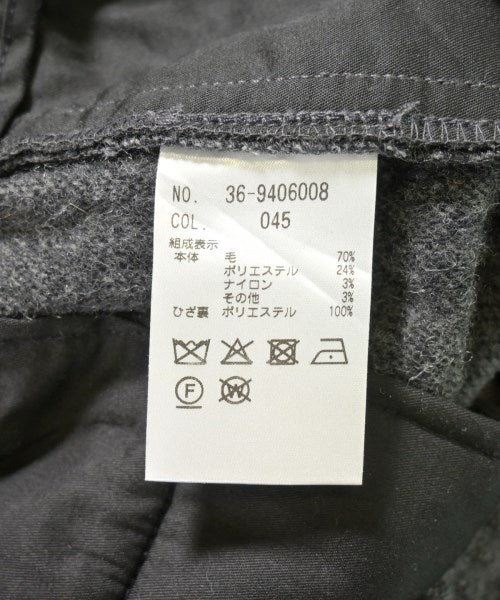 NO. 36-9406008
COL. 045
組成表示
本体 毛 70%
ポリエステル 24%
ナイロン 3%
その他 3%
ひざ裏 ポリエステル 100%
F W